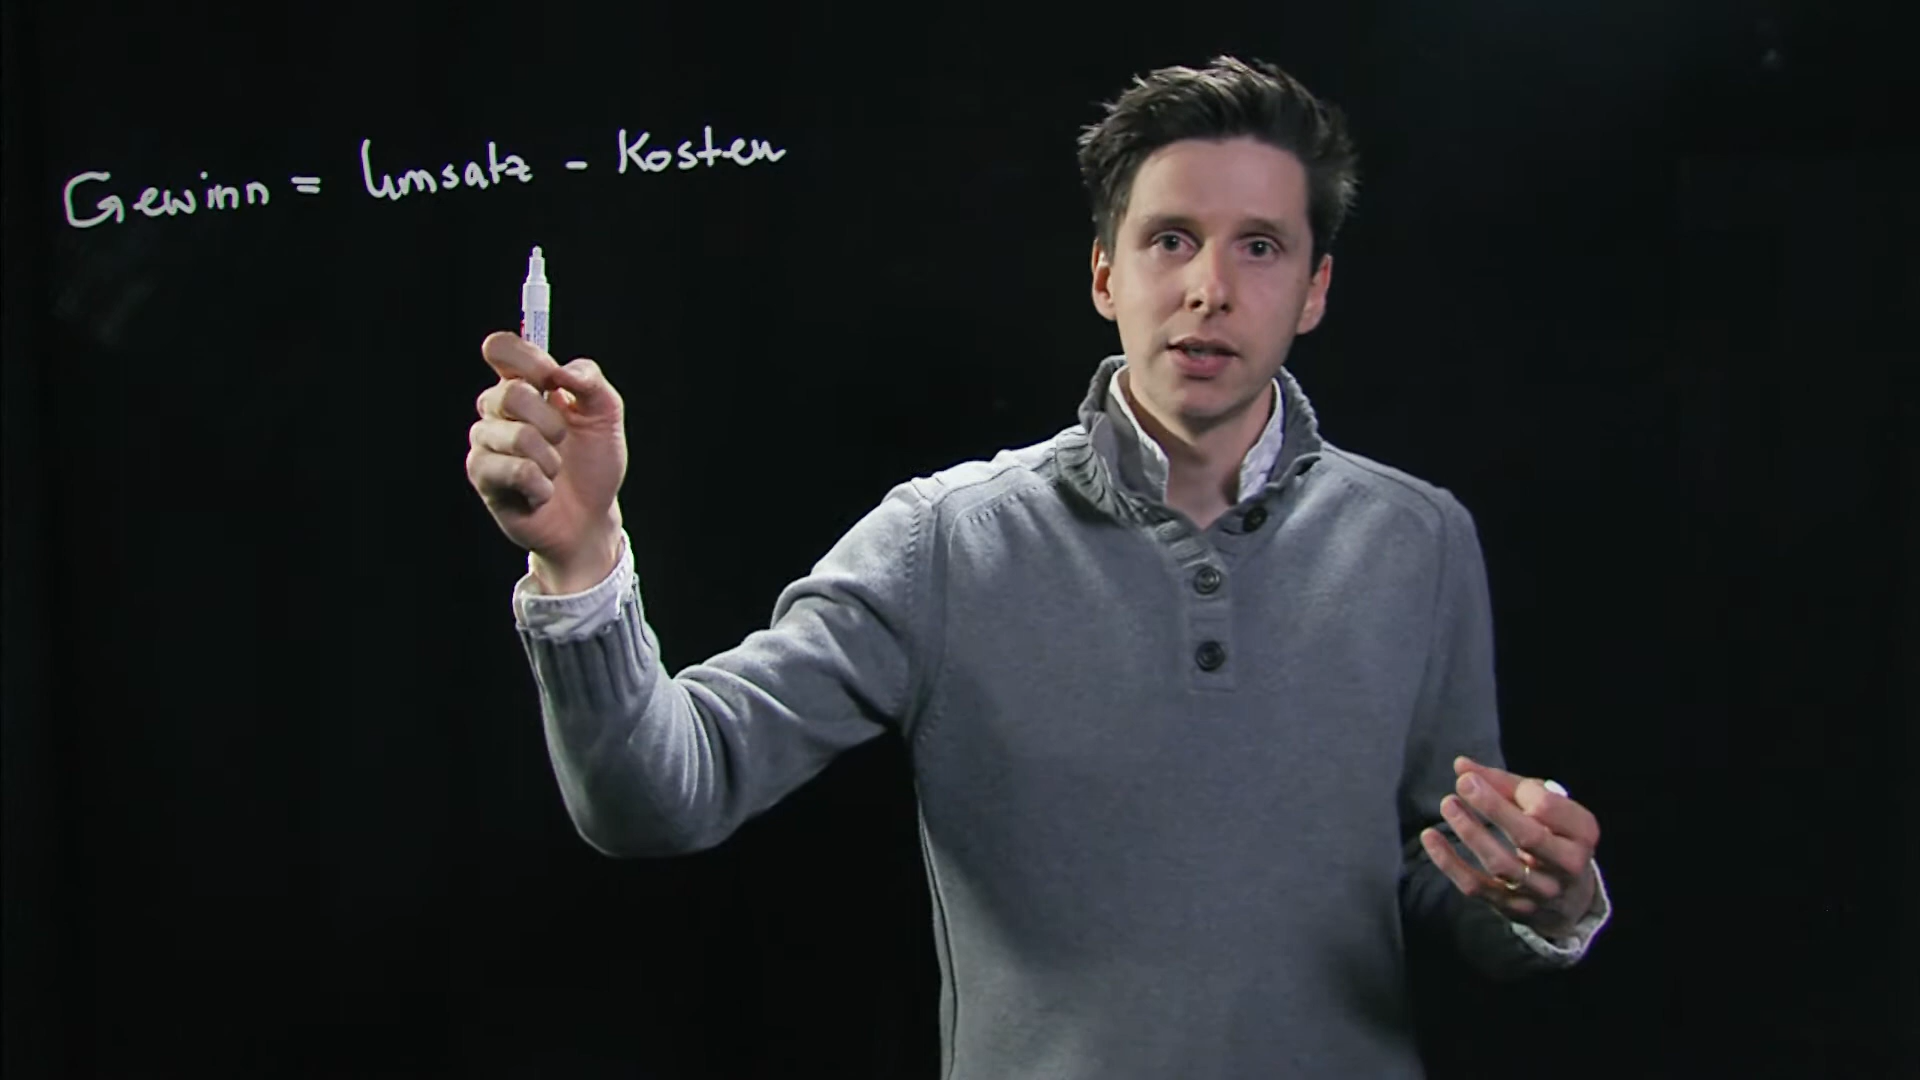 Gewinn = Umsatz - Kosten